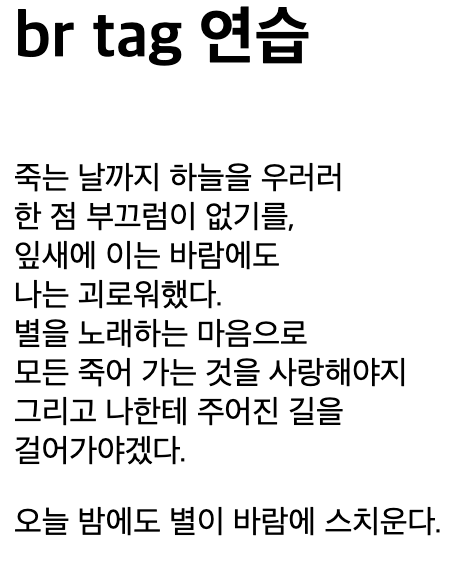 br tag 연습
죽는 날까지 하늘을 우러러
한 점 부끄럼이 없기를,
잎새에 이는 바람에도
나는 괴로워했다.
별을 노래하는 마음으로
모든 죽어 가는 것을 사랑해야지
그리고 나한테 주어진 길을
걸어가야겠다.
오늘 밤에도 별이 바람에 스치운다.